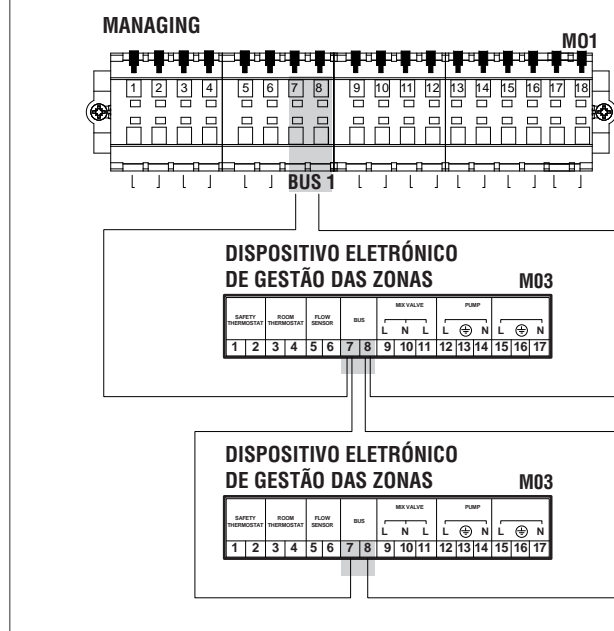 MANAGING
M01
1 2 3 4 5 6 7 8 9 10 11 12 13 14 15 16 17 18
BUS 1
DISPOSITIVO ELETRÓNICO
DE GESTÃO DAS ZONAS M03
SAFETY THERMOSTAT ROOM THERMOSTAT FLOW SENSOR BUS MIX VALVE PUMP
L N L L N L N
1 2 3 4 5 6 7 8 9 10 11 12 13 14 15 16 17
DISPOSITIVO ELETRÓNICO
DE GESTÃO DAS ZONAS M03
SAFETY THERMOSTAT ROOM THERMOSTAT FLOW SENSOR BUS MIX VALVE PUMP
L N L L N L N
1 2 3 4 5 6 7 8 9 10 11 12 13 14 15 16 17